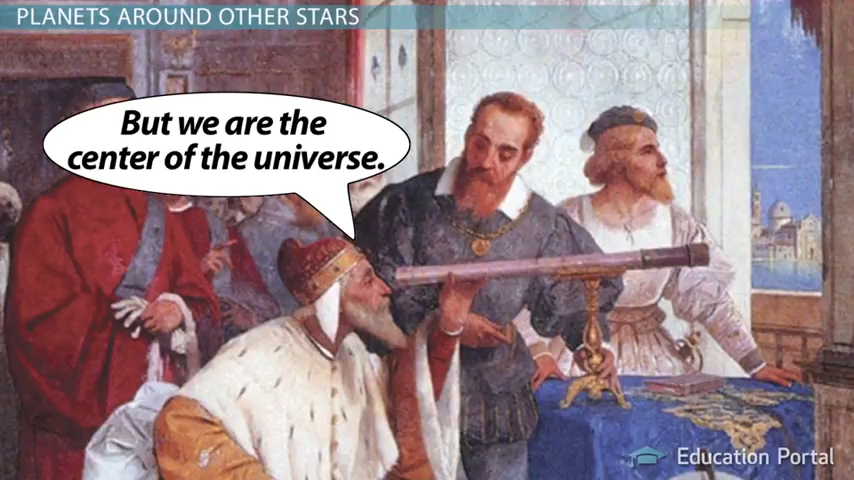 PLANETS AROUND OTHER STARS
But we are the
center of the universe.
Education Portal